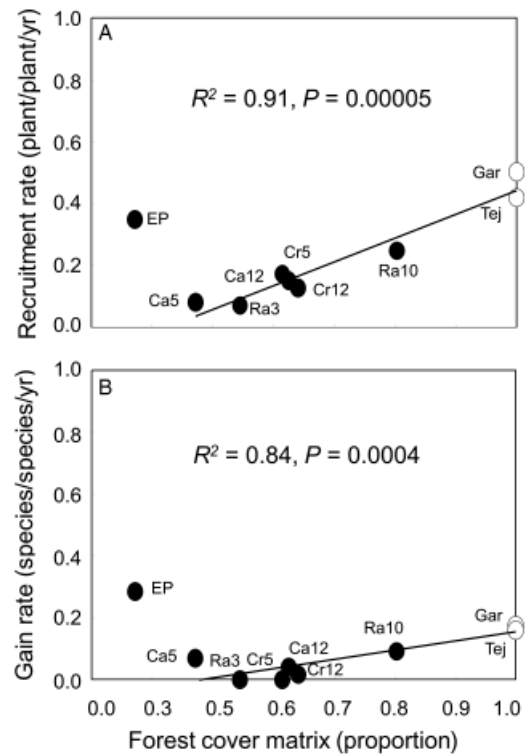 A
R² = 0.91, P = 0.00005
Recruitment rate (plant/plant/yr)
1.0
0.8
0.6
0.4
0.2
0.0
EP
Ca5
Ra3
Ca12
Cr5
Cr12
Ra10
Gar
Tej
B
R² = 0.84, P = 0.0004
Gain rate (species/species/yr)
1.0
0.8
0.6
0.4
0.2
0.0
EP
Ca5
Ra3
Cr5
Ca12
Cr12
Ra10
Gar
Tej
0.0 0.3 0.5 0.6 0.7 0.8 0.9 1.0
Forest cover matrix (proportion)